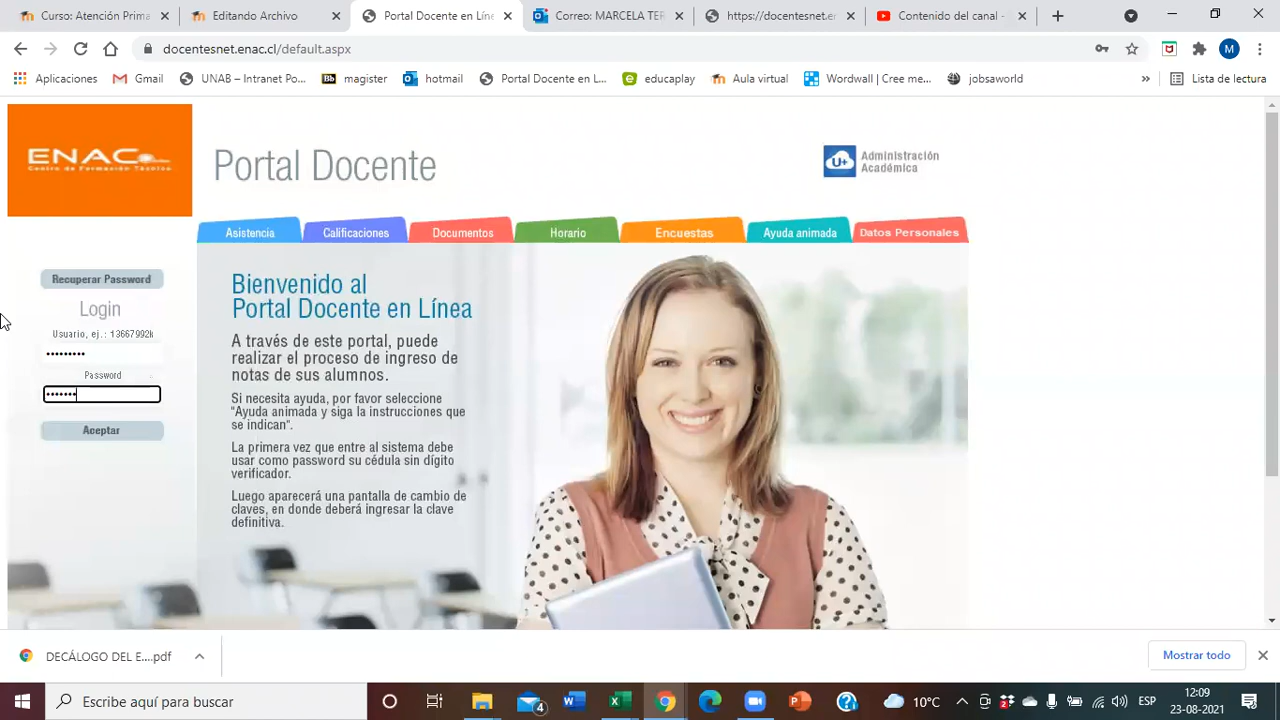 Curso: Atención Prima
Editando Archivo
Portal Docente en Líne
Correo: MARCELA TER
https://docentesnet.en
Contenido del canal -
docentesnet.enac.cl/default.aspx
M
Aplicaciones
Gmail
UNAB – Intranet Po...
Bb magister
hotmail
Portal Docente en L...
educaplay
Aula virtual
Wordwall | Cree me...
jobsaworld
»
Lista de lectura
ENAC
Centro de Formación Técnica
Portal Docente
U+
Administración
Académica
Asistencia
Calificaciones
Documentos
Horario
Encuestas
Ayuda animada
Datos Personales
Recuperar Password
Login
Usuario, ej.: 13667992k
•••••••••
Password
•••••••
Aceptar
Bienvenido al
Portal Docente en Línea
A través de este portal, puede
realizar el proceso de ingreso de
notas de sus alumnos.
Si necesita ayuda, por favor seleccione
"Ayuda animada y siga la instrucciones que
se indican".
La primera vez que entre al sistema debe
usar como password su cédula sin dígito
verificador.
Luego aparecerá una pantalla de cambio de
claves, en donde deberá ingresar la clave
definitiva.
DECÁLOGO DEL E....pdf
Mostrar todo
Escribe aquí para buscar
4
10°C
ESP
12:09
23-08-2021